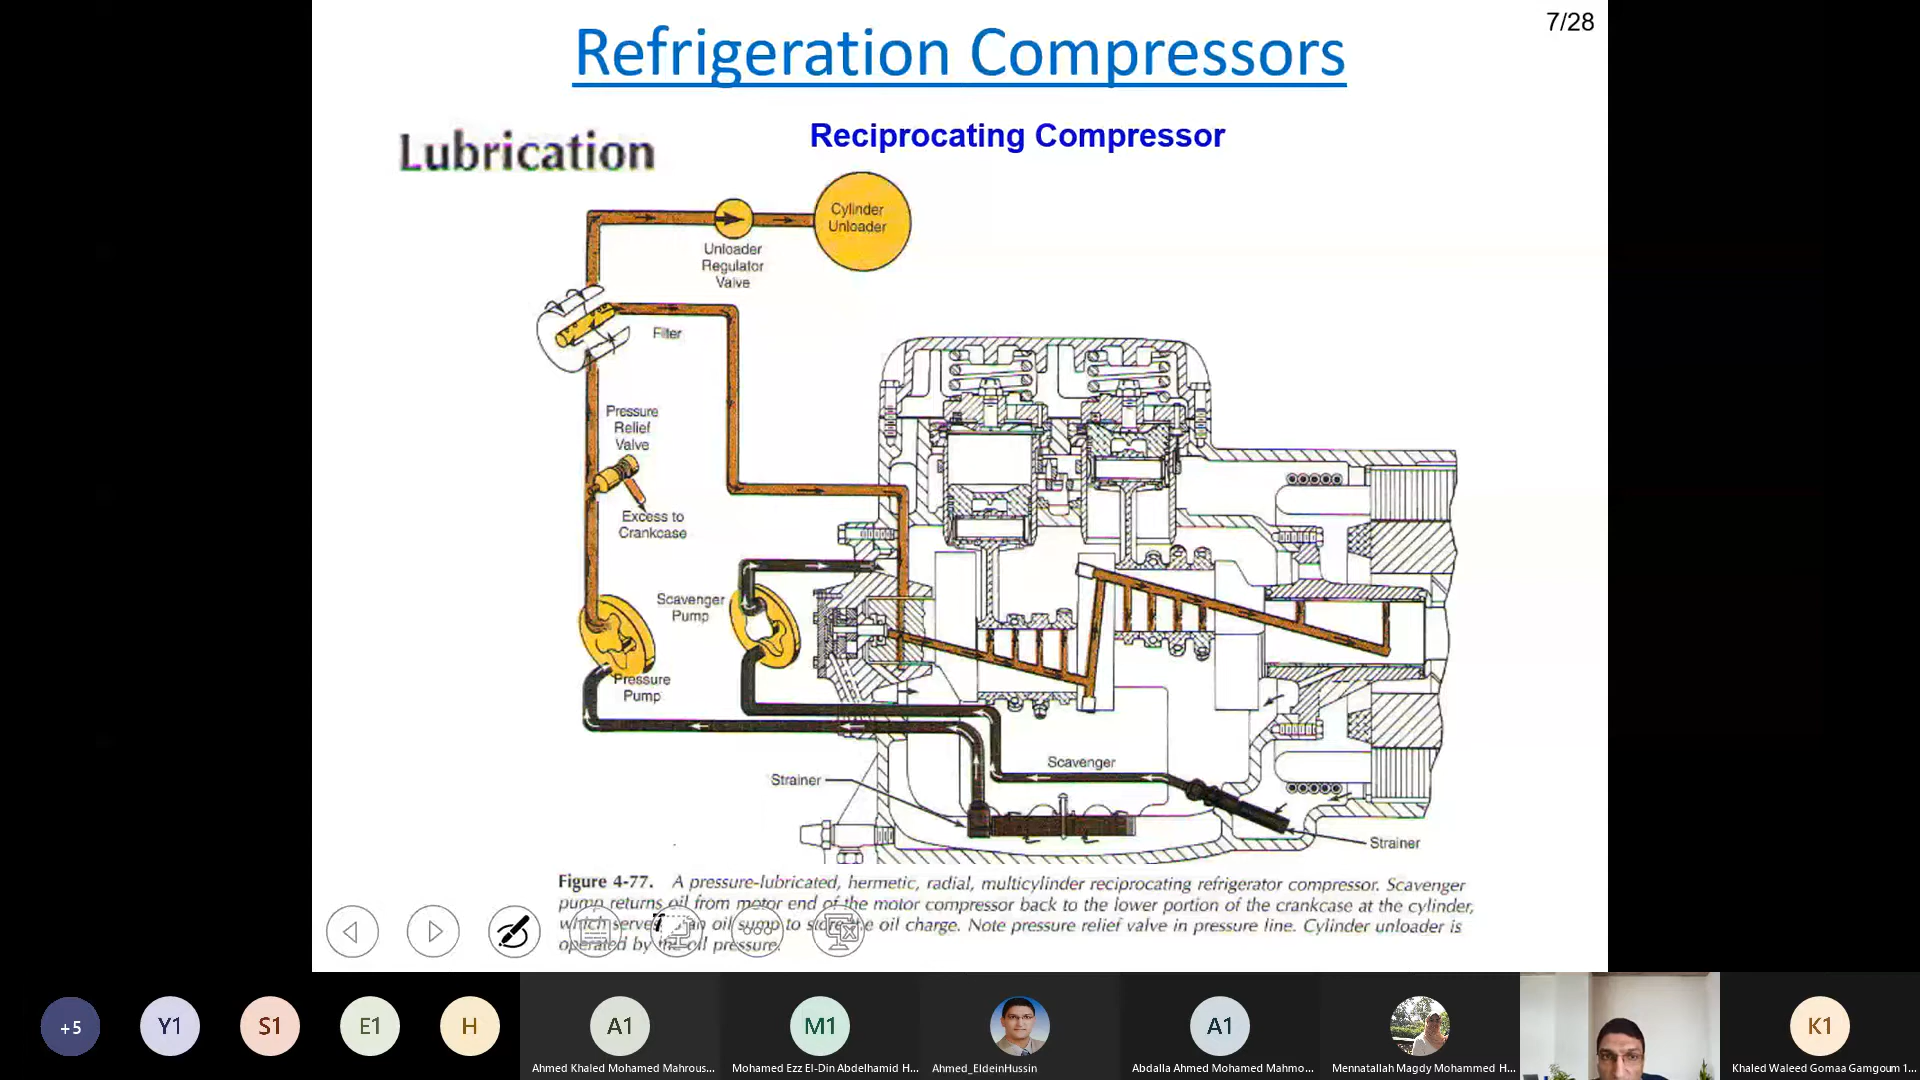 7/28
Refrigeration Compressors
Lubrication
Reciprocating Compressor
Cylinder
Unloader
Unloader
Regulator
Valve
Filter
Pressure
Relief
Valve
Excess to
Crankcase
Scavenger
Pump
Pressure
Pump
Scavenger
Strainer
Strainer
Figure 4-77. A pressure-lubricated, hermetic, radial, multicylinder reciprocating refrigerator compressor. Scavenger
pump returns oil from motor end of the motor compressor back to the lower portion of the crankcase at the cylinder,
which serves an oil sump to store the oil charge. Note pressure relief valve in pressure line. Cylinder unloader is
operated by the oil pressure.
+5
Y1
S1
E1
H
A1
M1
A1
K1
Ahmed Khaled Mohamed Mahrous...
Mohamed Ezz El-Din Abdelhamid H...
Ahmed_EldeinHussin
Abdalla Ahmed Mohamed Mahmo...
Mennatallah Magdy Mohammed H...
Khaled Waleed Gomaa Gamgoum 1...